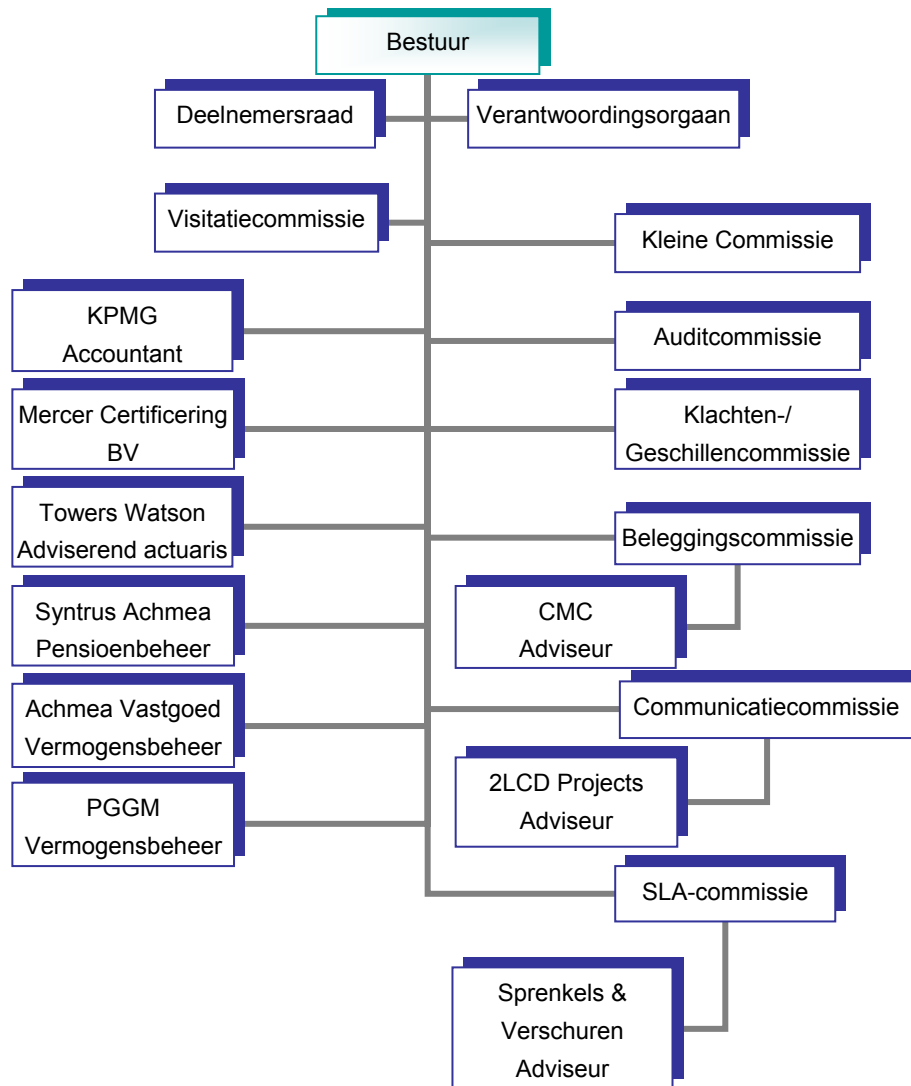 Bestuur
Deelnemersraad
Verantwoordingsorgaan
Visitatiecommissie
Kleine Commissie
KPMG
Accountant
Auditcommissie
Mercer Certificering
BV
Klachten-/
Geschillencommissie
Towers Watson
Adviserend actuaris
Beleggingscommissie
Syntrus Achmea
Pensioenbeheer
CMC
Adviseur
Achmea Vastgoed
Vermogensbeheer
Communicatiecommissie
PGGM
Vermogensbeheer
2LCD Projects
Adviseur
SLA-commissie
Sprenkels &
Verschuren
Adviseur